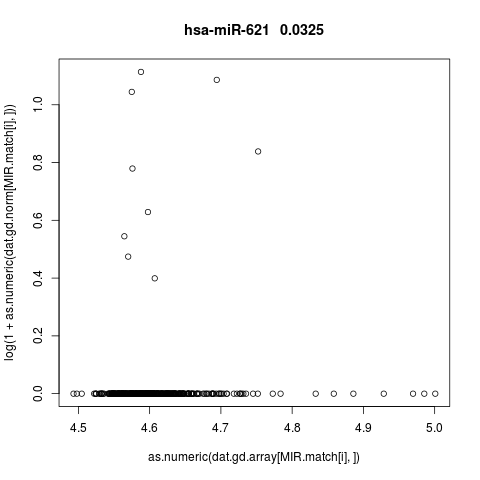 hsa-miR-621 0.0325
log(1 + as.numeric(dat.gd.norm[MIR.match[i], ]))
1.0
0.8
0.6
0.4
0.2
0.0
4.5 4.6 4.7 4.8 4.9 5.0
as.numeric(dat.gd.array[MIR.match[i], ])